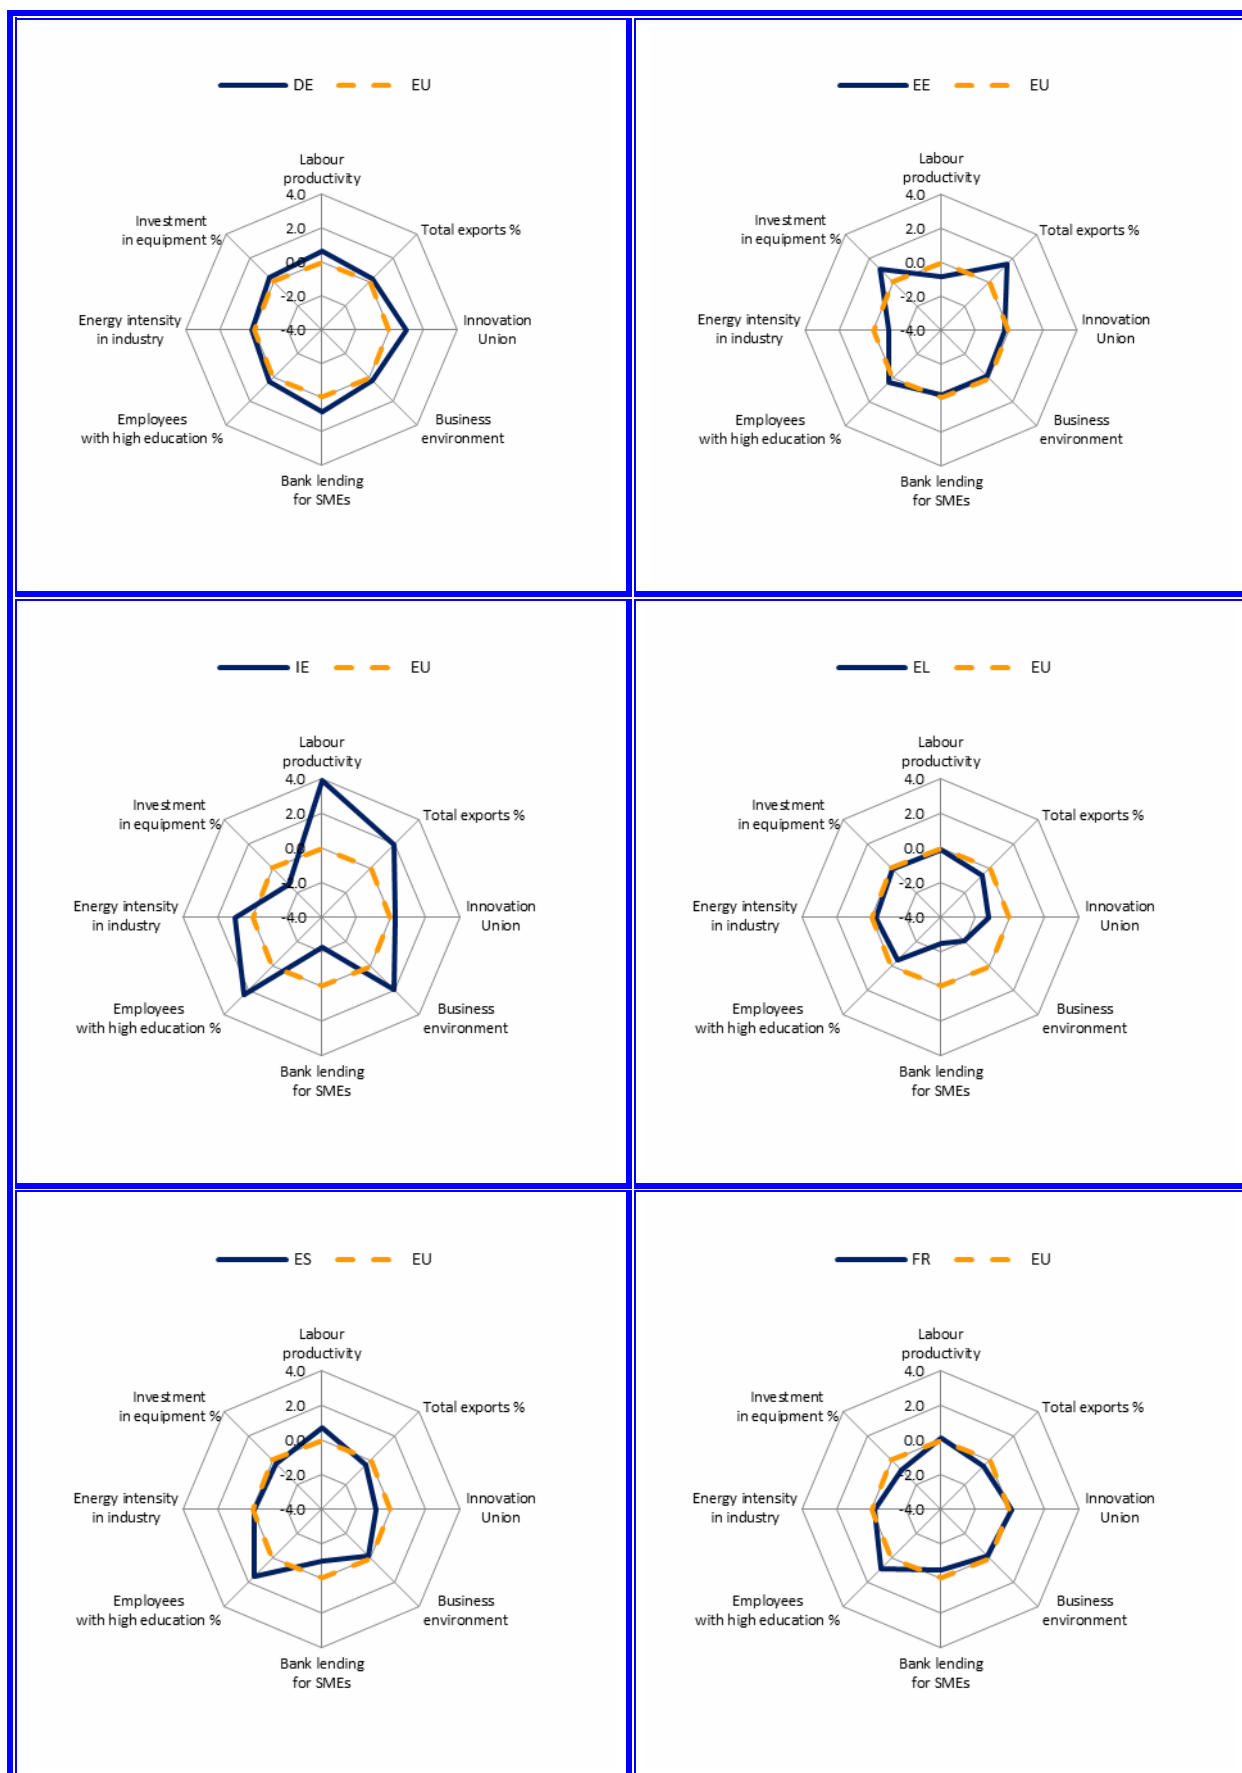 DE EU
Labour
productivity
4.0
Investment
in equipment %
Total exports %
2.0
0.0
Energy intensity
in industry
-2.0
-4.0
Innovation
Union
Employees
with high education %
Business
environment
Bank lending
for SMEs
EE EU
Labour
productivity
4.0
Investment
in equipment %
Total exports %
2.0
0.0
Energy intensity
in industry
-2.0
-4.0
Innovation
Union
Employees
with high education %
Business
environment
Bank lending
for SMEs
IE EU
Labour
productivity
4.0
Investment
in equipment %
Total exports %
2.0
0.0
Energy intensity
in industry
-2.0
-4.0
Innovation
Union
Employees
with high education %
Business
environment
Bank lending
for SMEs
EL EU
Labour
productivity
4.0
Investment
in equipment %
Total exports %
2.0
0.0
Energy intensity
in industry
-2.0
-4.0
Innovation
Union
Employees
with high education %
Business
environment
Bank lending
for SMEs
ES EU
Labour
productivity
4.0
Investment
in equipment %
Total exports %
2.0
0.0
Energy intensity
in industry
-2.0
-4.0
Innovation
Union
Employees
with high education %
Business
environment
Bank lending
for SMEs
FR EU
Labour
productivity
4.0
Investment
in equipment %
Total exports %
2.0
0.0
Energy intensity
in industry
-2.0
-4.0
Innovation
Union
Employees
with high education %
Business
environment
Bank lending
for SMEs